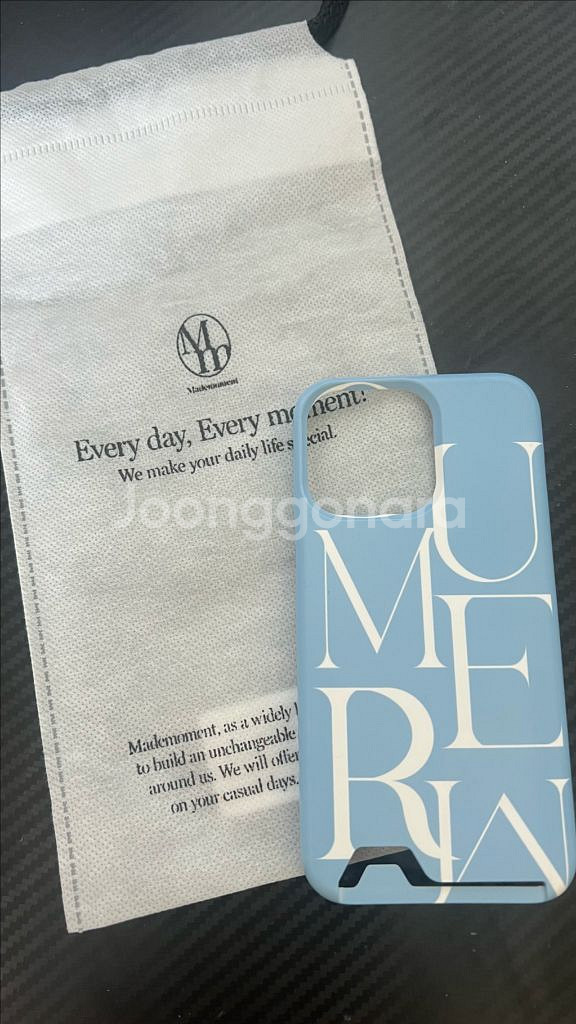 Mm
Mademoment
Every day, Every moment!
We make your daily life special.
Joonggonara
U
M
E
R
Mademoment, as a widely
to build an unchangeable
around us. We will offer
on your casual days.